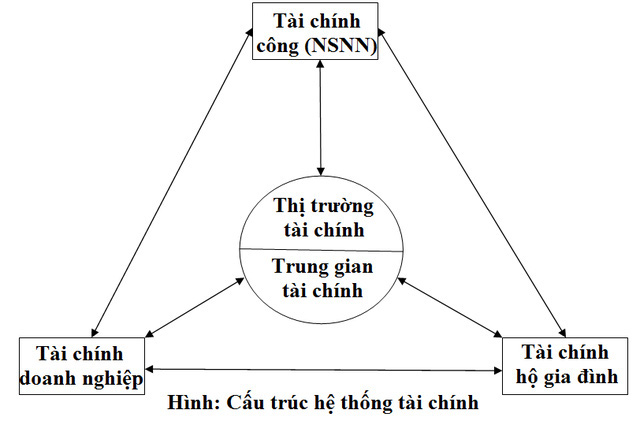 Tài chính
công (NSNN)
Thị trường
tài chính
Trung gian
tài chính
Tài chính
doanh nghiệp
Tài chính
hộ gia đình
Hình: Cấu trúc hệ thống tài chính